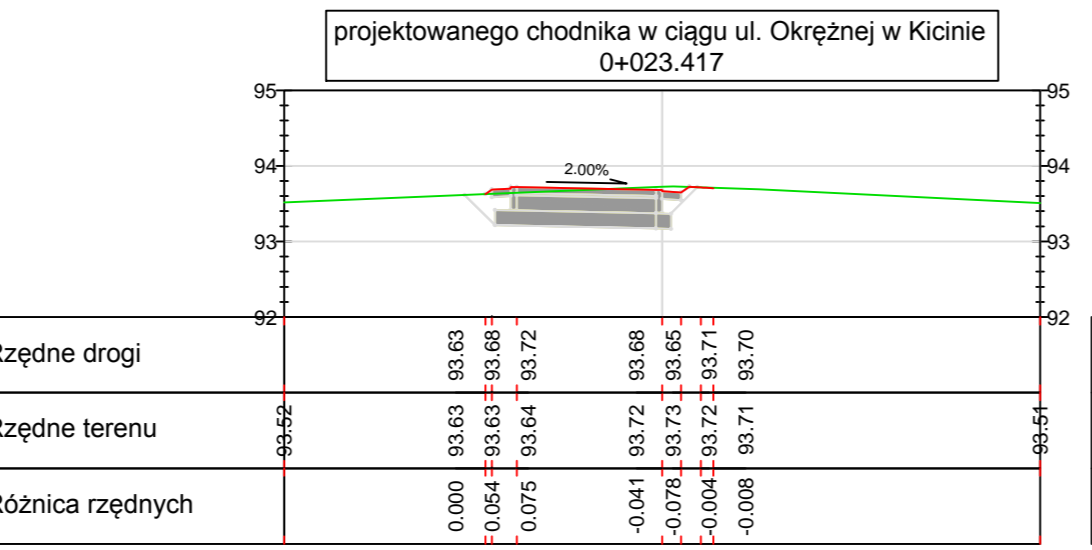 projektowanego chodnika w ciągu ul. Okrężnej w Kicinie
0+023.417
95 95
94 94
2.00%
93 93
92 92
Rzędne drogi 93.63 93.68 93.72 93.68 93.65 93.71 93.70
Rzędne terenu 93.52 93.63 93.63 93.64 93.72 93.73 93.72 93.71 93.51
Różnica rzędnych 0.000 0.054 0.075 -0.041 -0.078 -0.004 -0.008